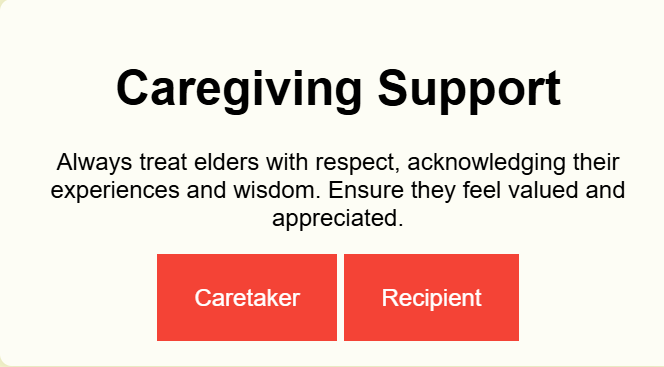 Caregiving Support
Always treat elders with respect, acknowledging their
experiences and wisdom. Ensure they feel valued and
appreciated.
Caretaker
Recipient